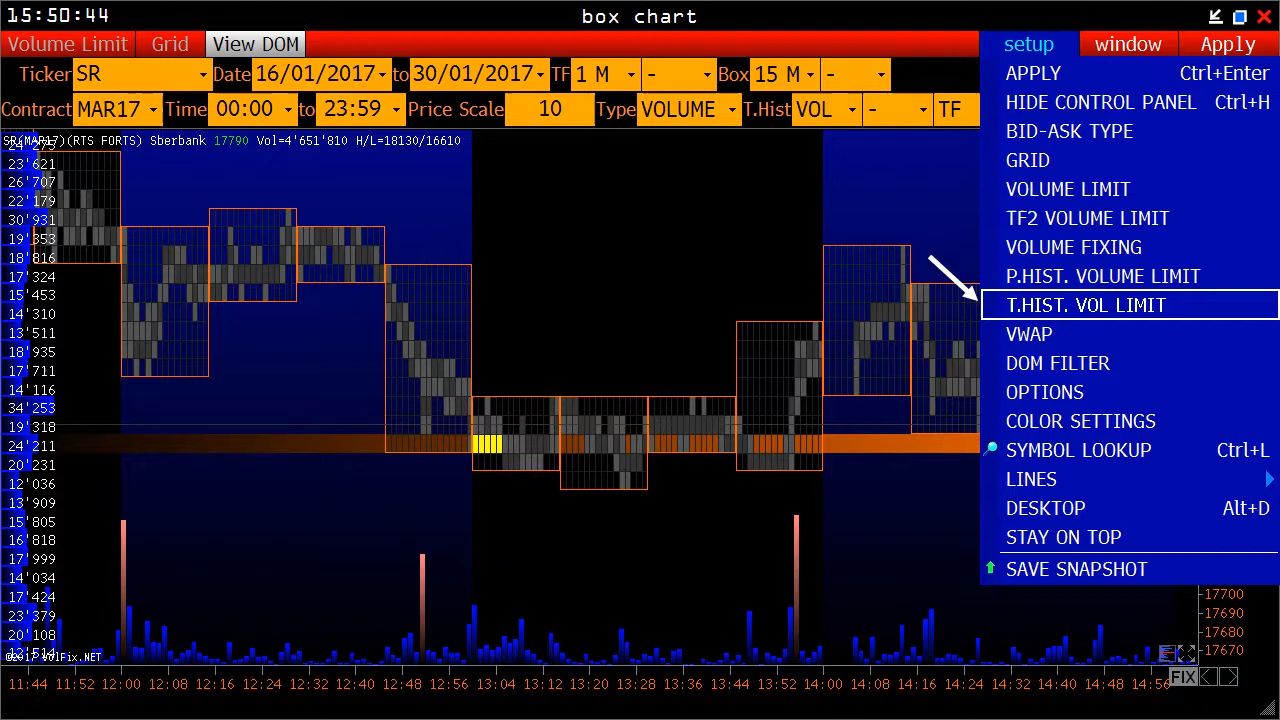 15:50:44 box chart
Volume Limit Grid View DOM setup window Apply
Ticker SR Date 16/01/2017 to 30/01/2017 TF 1 M - Box 15 M -
Contract MAR17 Time 00:00 to 23:59 Price Scale 10 Type VOLUME T.Hist VOL - TF
APPLY Ctrl+Enter
HIDE CONTROL PANEL Ctrl+H
BID-ASK TYPE
GRID
VOLUME LIMIT
TF2 VOLUME LIMIT
VOLUME FIXING
P.HIST. VOLUME LIMIT
T.HIST. VOL LIMIT
VWAP
DOM FILTER
OPTIONS
COLOR SETTINGS
SYMBOL LOOKUP Ctrl+L
LINES
DESKTOP Alt+D
STAY ON TOP
SAVE SNAPSHOT
SR(MAR17)(RTS FORTS) Sberbank 17790 Vol=4'651'810 H/L=18130/16610
24'275
23'621
26'707
22'179
30'931
19'353
18'816
17'324
15'453
14'310
13'511
18'935
17'711
14'116
34'253
19'318
24'211
20'231
12'036
13'909
15'805
16'818
17'999
14'034
17'424
23'379
20'108
12'514
©2017 VolFix.NET
17700
17690
17680
17670
11:44 11:52 12:00 12:08 12:16 12:24 12:32 12:40 12:48 12:56 13:04 13:12 13:20 13:28 13:36 13:44 13:52 14:00 14:08 14:16 14:24 14:32 14:40 14:48 14:56 FIX